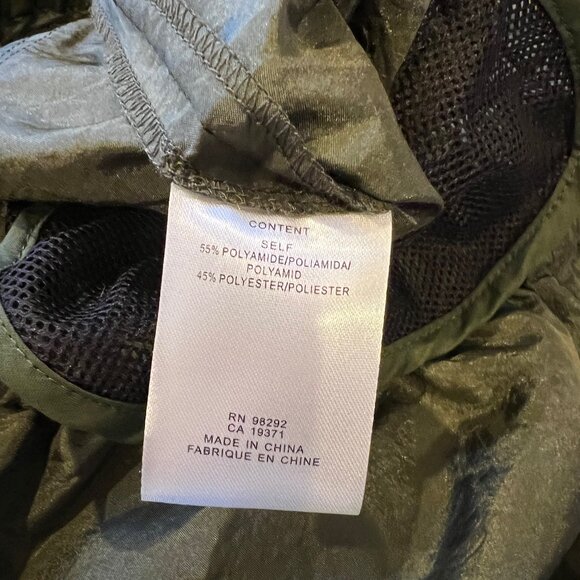 CONTENT
SELF
55% POLYAMIDE/POLIAMIDA/
POLYAMID
45% POLYESTER/POLIESTER
RN 98292
CA 19371
MADE IN CHINA
FABRIQUE EN CHINE